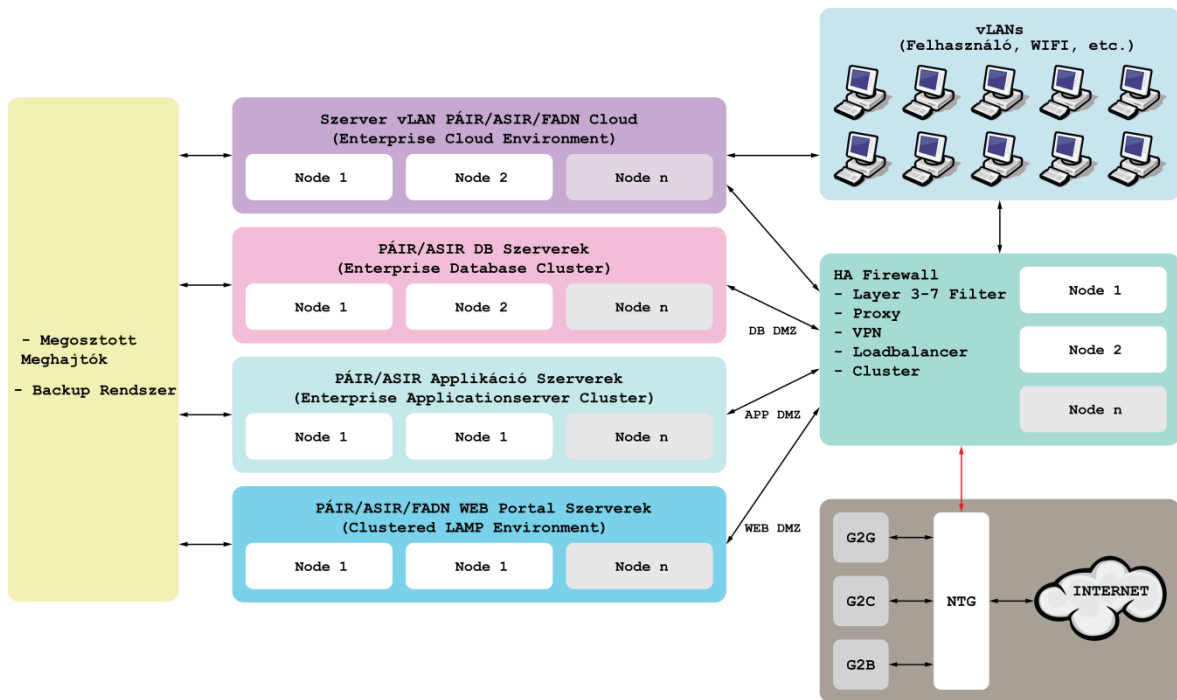 vLANs
(Felhasználó, WIFI, etc.)
- Megosztott
Meghajtók
- Backup Rendszer
Szerver vLAN PÁIR/ASIR/FADN Cloud
(Enterprise Cloud Environment)
Node 1
Node 2
Node n
PÁIR/ASIR DB Szerverek
(Enterprise Database Cluster)
Node 1
Node 2
Node n
PÁIR/ASIR Applikáció Szerverek
(Enterprise Applicationserver Cluster)
Node 1
Node 1
Node n
PÁIR/ASIR/FADN WEB Portal Szerverek
(Clustered LAMP Environment)
Node 1
Node 1
Node n
DB DMZ
APP DMZ
WEB DMZ
HA Firewall
- Layer 3-7 Filter
- Proxy
- VPN
- Loadbalancer
- Cluster
Node 1
Node 2
Node n
G2G
G2C
G2B
NTG
INTERNET